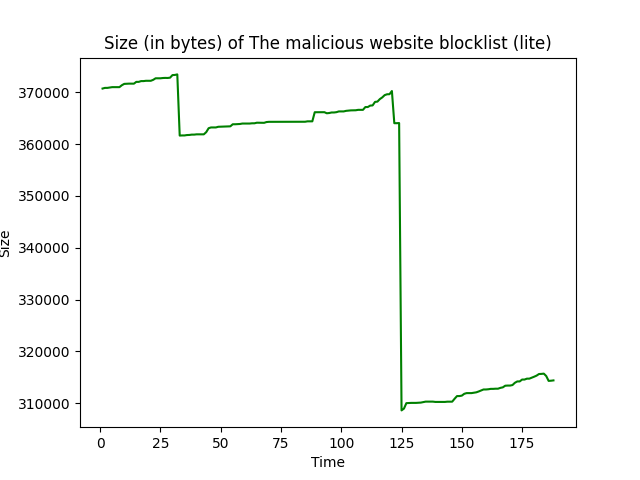 Size (in bytes) of The malicious website blocklist (lite)
370000
360000
350000
340000
330000
320000
310000
Size
0 25 50 75 100 125 150 175
Time